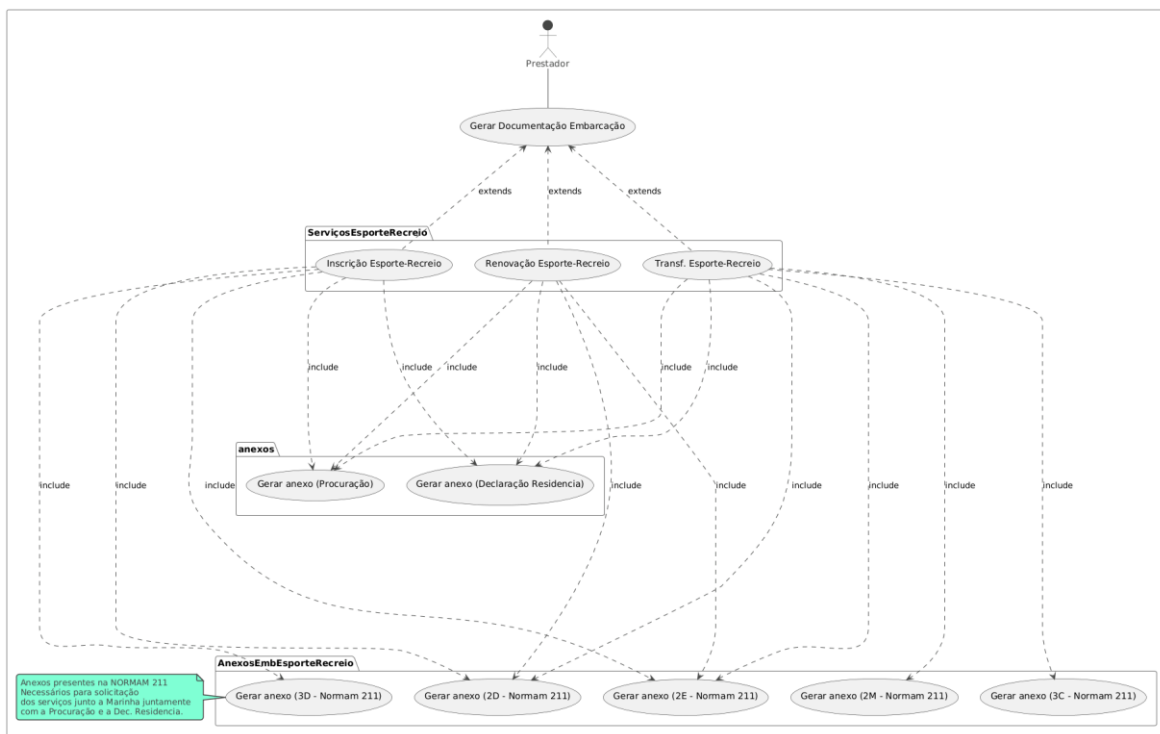 Prestador
Gerar Documentação Embarcação
extends
extends
extends
ServiçosEsporteRecreio
Inscrição Esporte-Recreio
Renovação Esporte-Recreio
Transf. Esporte-Recreio
include
include
include
include
include
include
anexos
Gerar anexo (Procuração)
Gerar anexo (Declaração Residencia)
include
include
include
include
include
include
include
include
include
AnexosEmbEsporteRecreio
Anexos presentes na NORMAM 211
Necessários para solicitação
dos serviços junto a Marinha juntamente
com a Procuração e a Dec. Residencia.
Gerar anexo (3D - Normam 211)
Gerar anexo (2D - Normam 211)
Gerar anexo (2E - Normam 211)
Gerar anexo (2M - Normam 211)
Gerar anexo (3C - Normam 211)